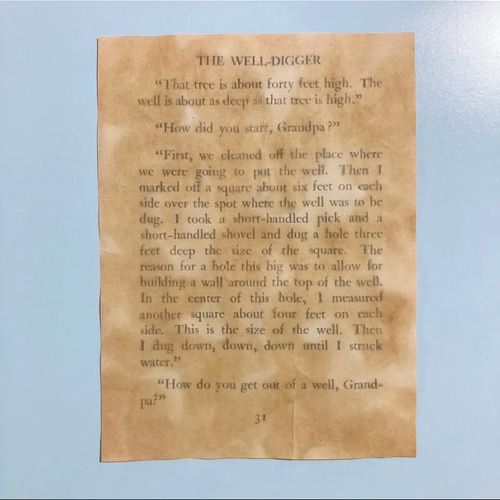 THE WELL-DIGGER
“That tree is about forty feet high. The
well is about as deep as that tree is high.”
“How did you start, Grandpa?”
“First, we cleaned off the place where
we were going to put the well. Then I
marked off a square about six feet on each
side over the spot where the well was to be
dug. I took a short-handled pick and a
short-handled shovel and dug a hole three
feet deep the size of the square. The
reason for a hole this big was to allow for
building a wall around the top of the well.
In the center of this hole, I measured
another square about four feet on each
side. This is the size of the well. Then
I dug down, down, down until I struck
water.”
“How do you get out of a well, Grand-
pa?”
31